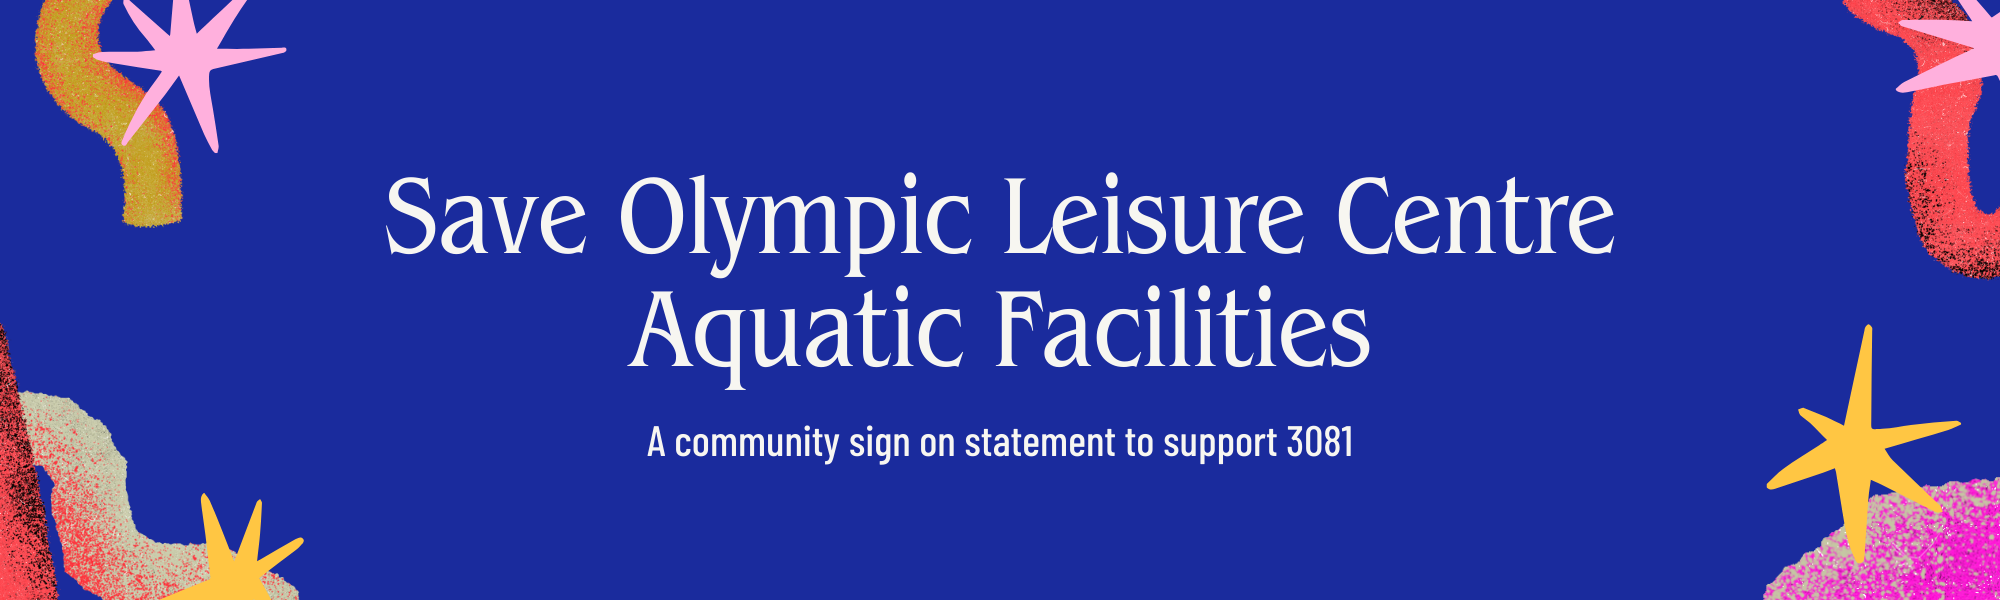 Save Olympic Leisure Centre
Aquatic Facilities
A community sign on statement to support 3081